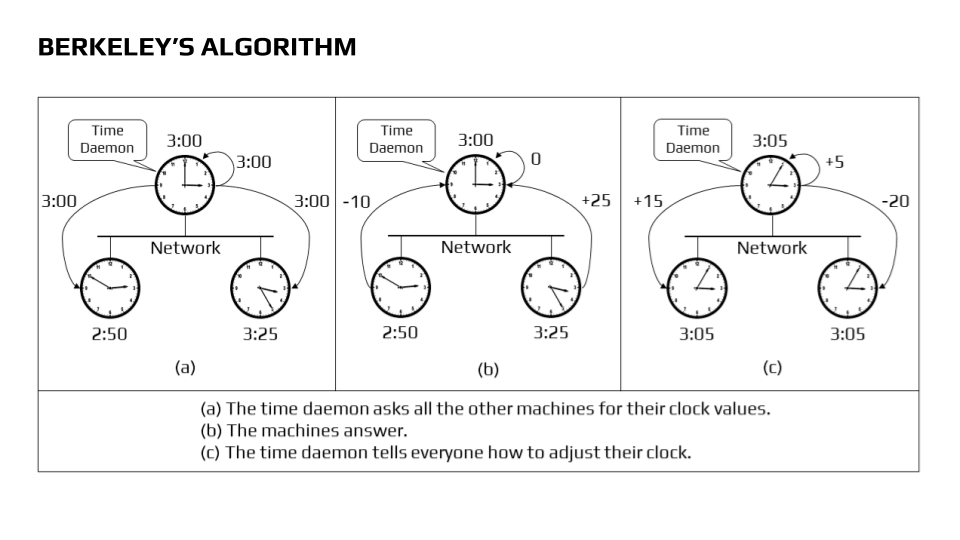 BERKELEY'S ALGORITHM
Time
Daemon
3:00
3:00
3:00
3:00
Network
2:50
3:25
(a)
Time
Daemon
3:00
0
-10
+25
Network
2:50
3:25
(b)
Time
Daemon
3:05
+5
+15
-20
Network
3:05
3:05
(c)
(a) The time daemon asks all the other machines for their clock values.
(b) The machines answer.
(c) The time daemon tells everyone how to adjust their clock.